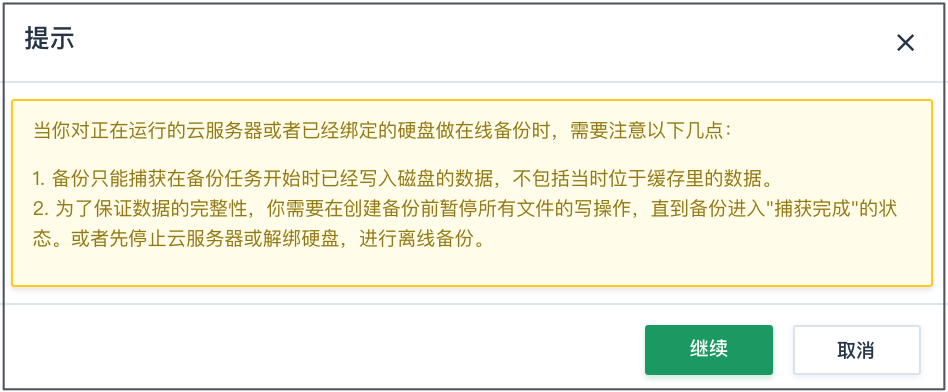 提示
当你对正在运行的云服务器或者已经绑定的硬盘做在线备份时，需要注意以下几点：
1. 备份只能捕获在备份任务开始时已经写入磁盘的数据，不包括当时位于缓存里的数据。
2. 为了保证数据的完整性，你需要在创建备份前暂停所有文件的写操作，直到备份进入"捕获完成"的状
态。或者先停止云服务器或解绑硬盘，进行离线备份。
继续
取消